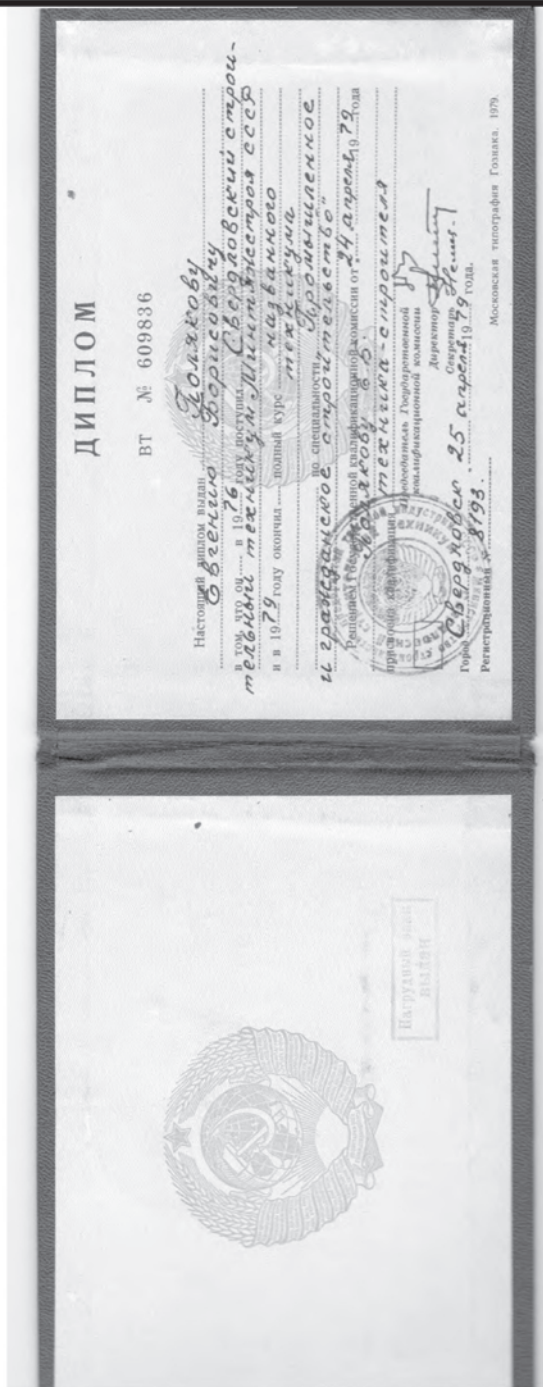 Нагрудный знак
выдан
ДИПЛОМ
ВТ № 609836
Настоящий диплом выдан Полякову
Евгению Борисовичу
в том, что он в 1976 году поступил в Свердловский строи-
тельный техникум Минтяжстроя СССР
и в 1979 году окончил полный курс названного
техникума
по специальности „Промышленное
и гражданское строительство"
Решением Государственной квалификационной комиссии от 24 апреля 1979 года
Полякову Е.Б.
присвоена квалификация техника-строителя
Председатель Государственной
квалификационной комиссии
Директор
Секретарь
Город Свердловск 25 апреля 1979 года.
Регистрационный № 8193.
Московская типография Гознака. 1979.